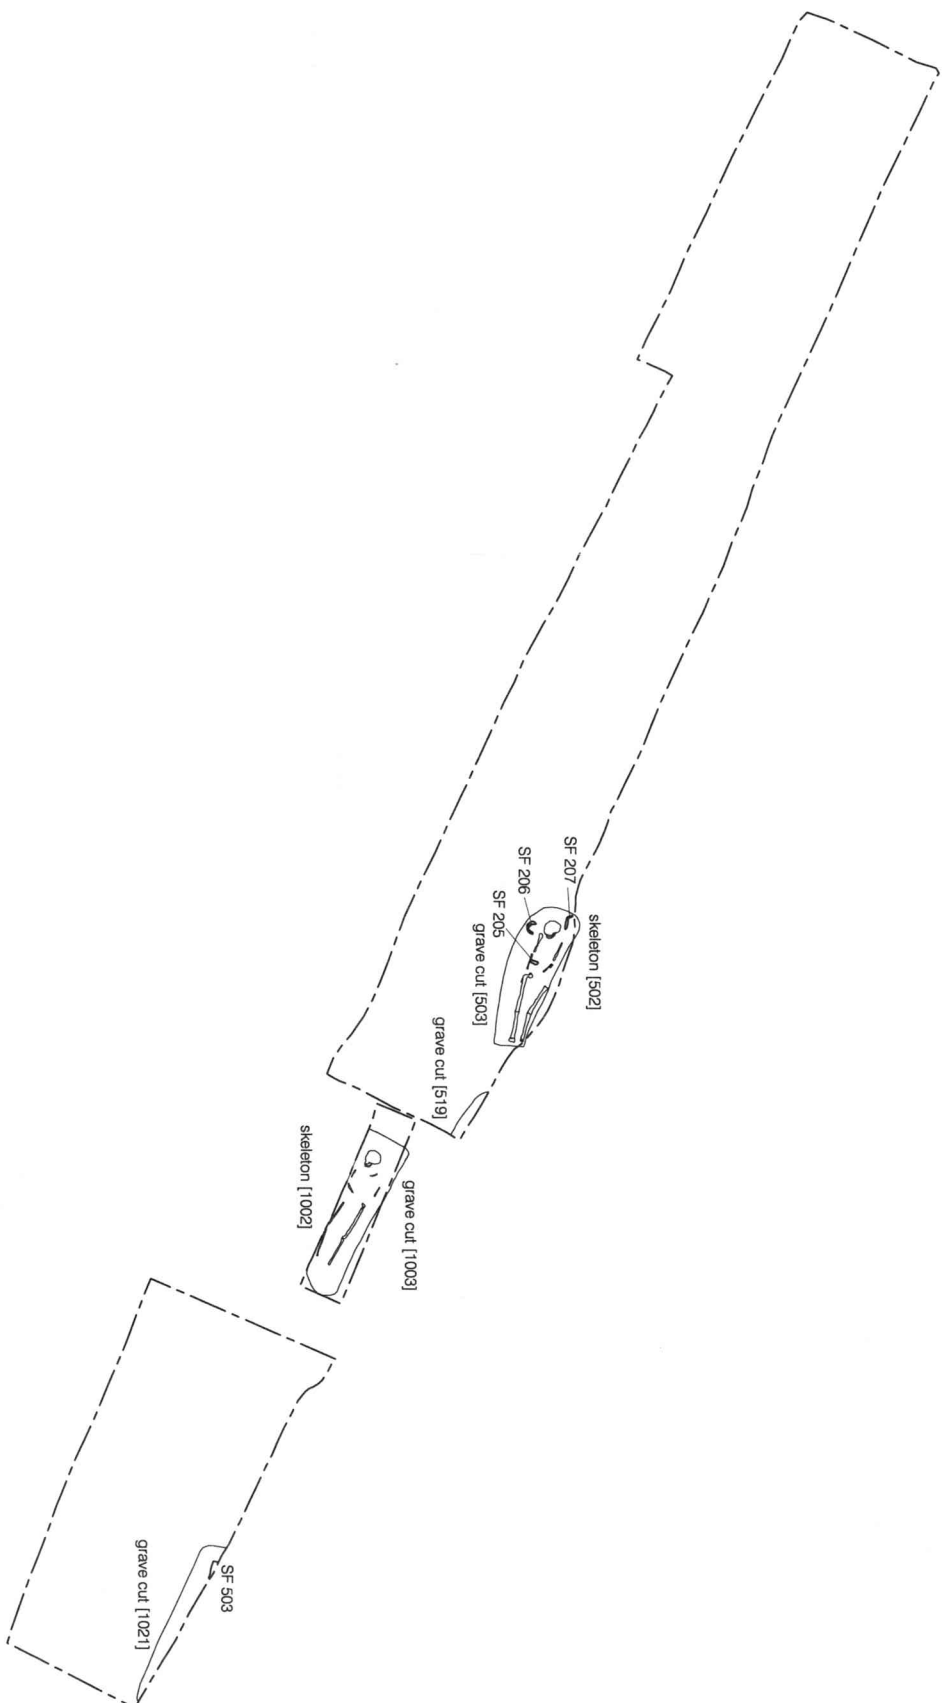 SF 207
SF 206
SF 205
skeleton [502]
grave cut [503]
grave cut [519]
grave cut [1003]
skeleton [1002]
SF 503
grave cut [1021]